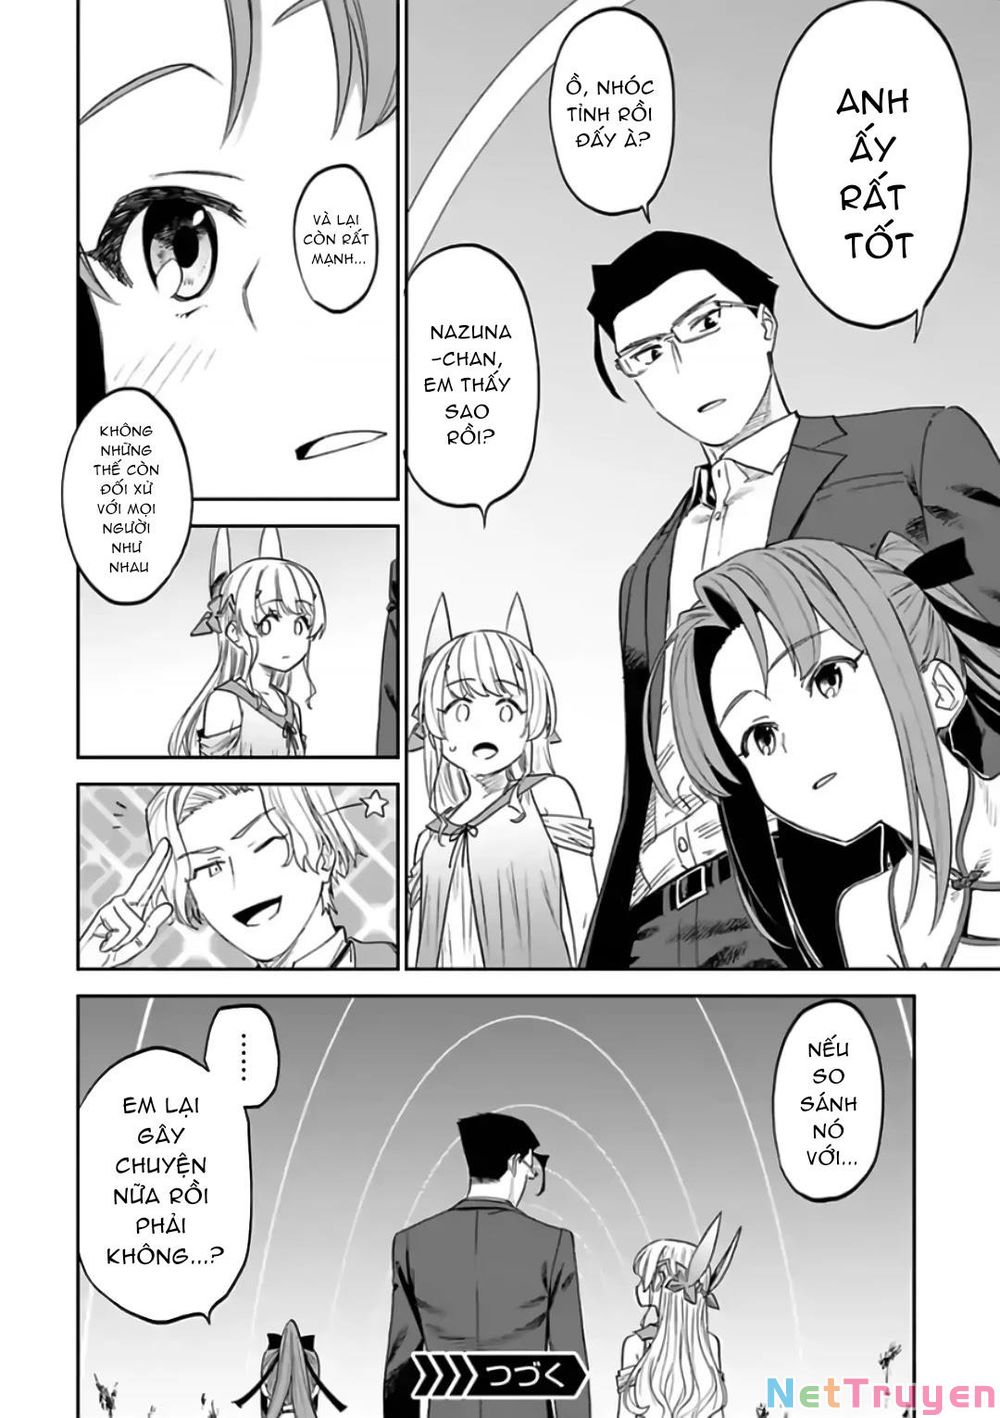 ANH
ẤY
RẤT
TỐT
Ồ, NHÓC
TỈNH RỒI
ĐẤY À?
NAZUNA
-CHAN,
EM THẤY
SAO
RỒI?
VÀ LẠI
CÒN RẤT
MẠNH...
KHÔNG
NHỮNG
THẾ CÒN
ĐỐI XỬ
VỚI MỌI
NGƯỜI
NHƯ
NHAU
NẾU
SO
SÁNH
NÓ
VỚI...
......
EM LẠI
GÂY
CHUYỆN
NỮA RỒI
PHẢI
KHÔNG...?
つづく
NetTruyen